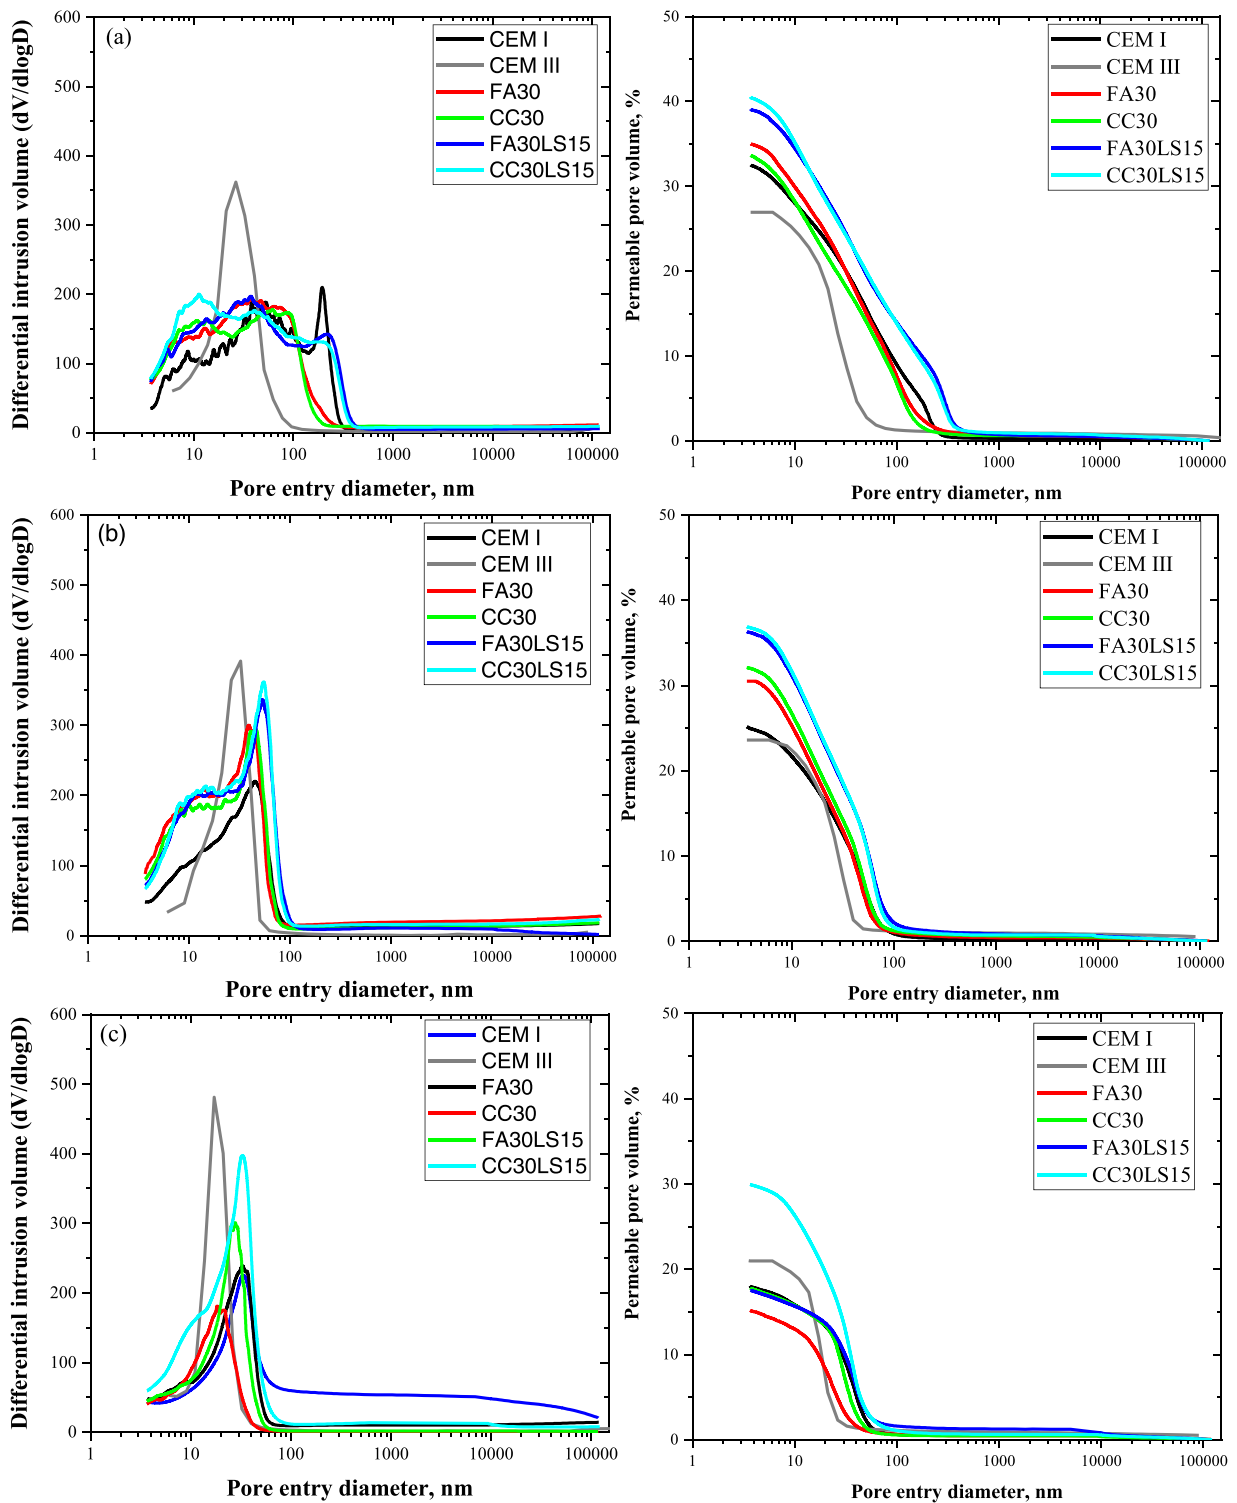 (a)
Differential intrusion volume (dV/dlogD)
600
500
400
300
200
100
0
CEM I
CEM III
FA30
CC30
FA30LS15
CC30LS15
1 10 100 1000 10000 100000
Pore entry diameter, nm
Permeable pore volume, %
50
40
30
20
10
0
CEM I
CEM III
FA30
CC30
FA30LS15
CC30LS15
1 10 100 1000 10000 100000
Pore entry diameter, nm
(b)
Differential intrusion volume (dV/dlogD)
600
500
400
300
200
100
0
CEM I
CEM III
FA30
CC30
FA30LS15
CC30LS15
1 10 100 1000 10000 100000
Pore entry diameter, nm
Permeable pore volume, %
50
40
30
20
10
0
CEM I
CEM III
FA30
CC30
FA30LS15
CC30LS15
1 10 100 1000 10000 100000
Pore entry diameter, nm
(c)
Differential intrusion volume (dV/dlogD)
600
500
400
300
200
100
0
CEM I
CEM III
FA30
CC30
FA30LS15
CC30LS15
1 10 100 1000 10000 100000
Pore entry diameter, nm
Permeable pore volume, %
50
40
30
20
10
0
CEM I
CEM III
FA30
CC30
FA30LS15
CC30LS15
1 10 100 1000 10000 100000
Pore entry diameter, nm